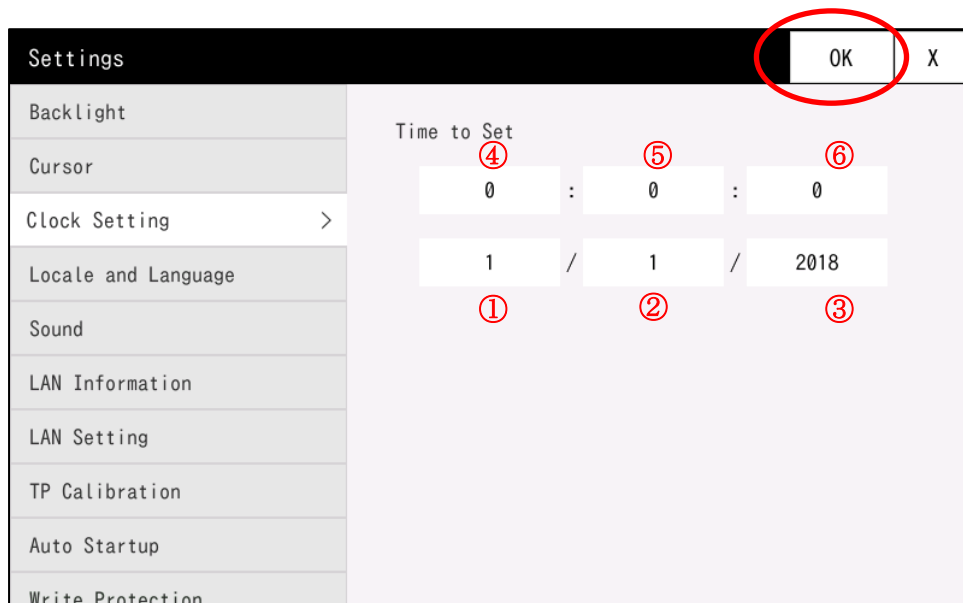 Settings OK X
Backlight
Time to Set
Cursor
④ ⑤ ⑥
0 : 0 : 0
Clock Setting >
1 / 1 / 2018
Locale and Language
① ② ③
Sound
LAN Information
LAN Setting
TP Calibration
Auto Startup
Write Protection